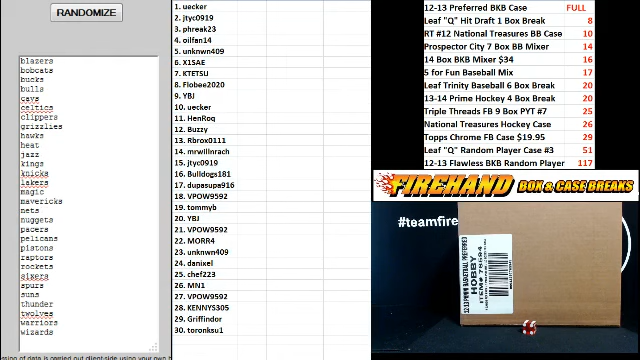 RANDOMIZE
blazers
bobcats
bucks
bulls
cavs
celtics
clippers
grizzlies
hawks
heat
jazz
kings
knicks
lakers
magic
mavericks
nets
nuggets
pacers
pelicans
pistons
raptors
rockets
sixers
spurs
suns
thunder
twolves
warriors
wizards
1. uecker
2. jtyc0919
3. phreak23
4. oilfan14
5. unknwn409
6. X1SAE
7. KTETSU
8. Flobee2020
9. YBJ
10. uecker
11. HenRoq
12. Buzzy
13. Rbrox0111
14. mrwillnrach
15. jtyc0919
16. Bulldogs181
17. dupasupa916
18. VPOW9592
19. tommyb
20. YBJ
21. VPOW9592
22. MORR4
23. unknwn409
24. danixel
25. chef223
26. MN1
27. VPOW9592
28. KENNYS305
29. Griffindor
30. toronksu1
12-13 Preferred BKB Case FULL
Leaf "Q" Hit Draft 1 Box Break 8
RT #12 National Treasures BB Case 10
Prospector City 7 Box BB Mixer 14
14 Box BKB Mixer $34 16
5 for Fun Baseball Mix 17
Leaf Trinity Baseball 6 Box Break 20
13-14 Prime Hockey 4 Box Break 20
Triple Threads FB 9 Box PYT #7 25
National Treasures Hockey Case 26
Topps Chrome FB Case $19.95 29
Leaf "Q" Random Player Case #3 51
12-13 Flawless BKB Random Player 117
FIREHAND BOX & CASE BREAKS
#teamfire
HOBBY
ITEM# 78594